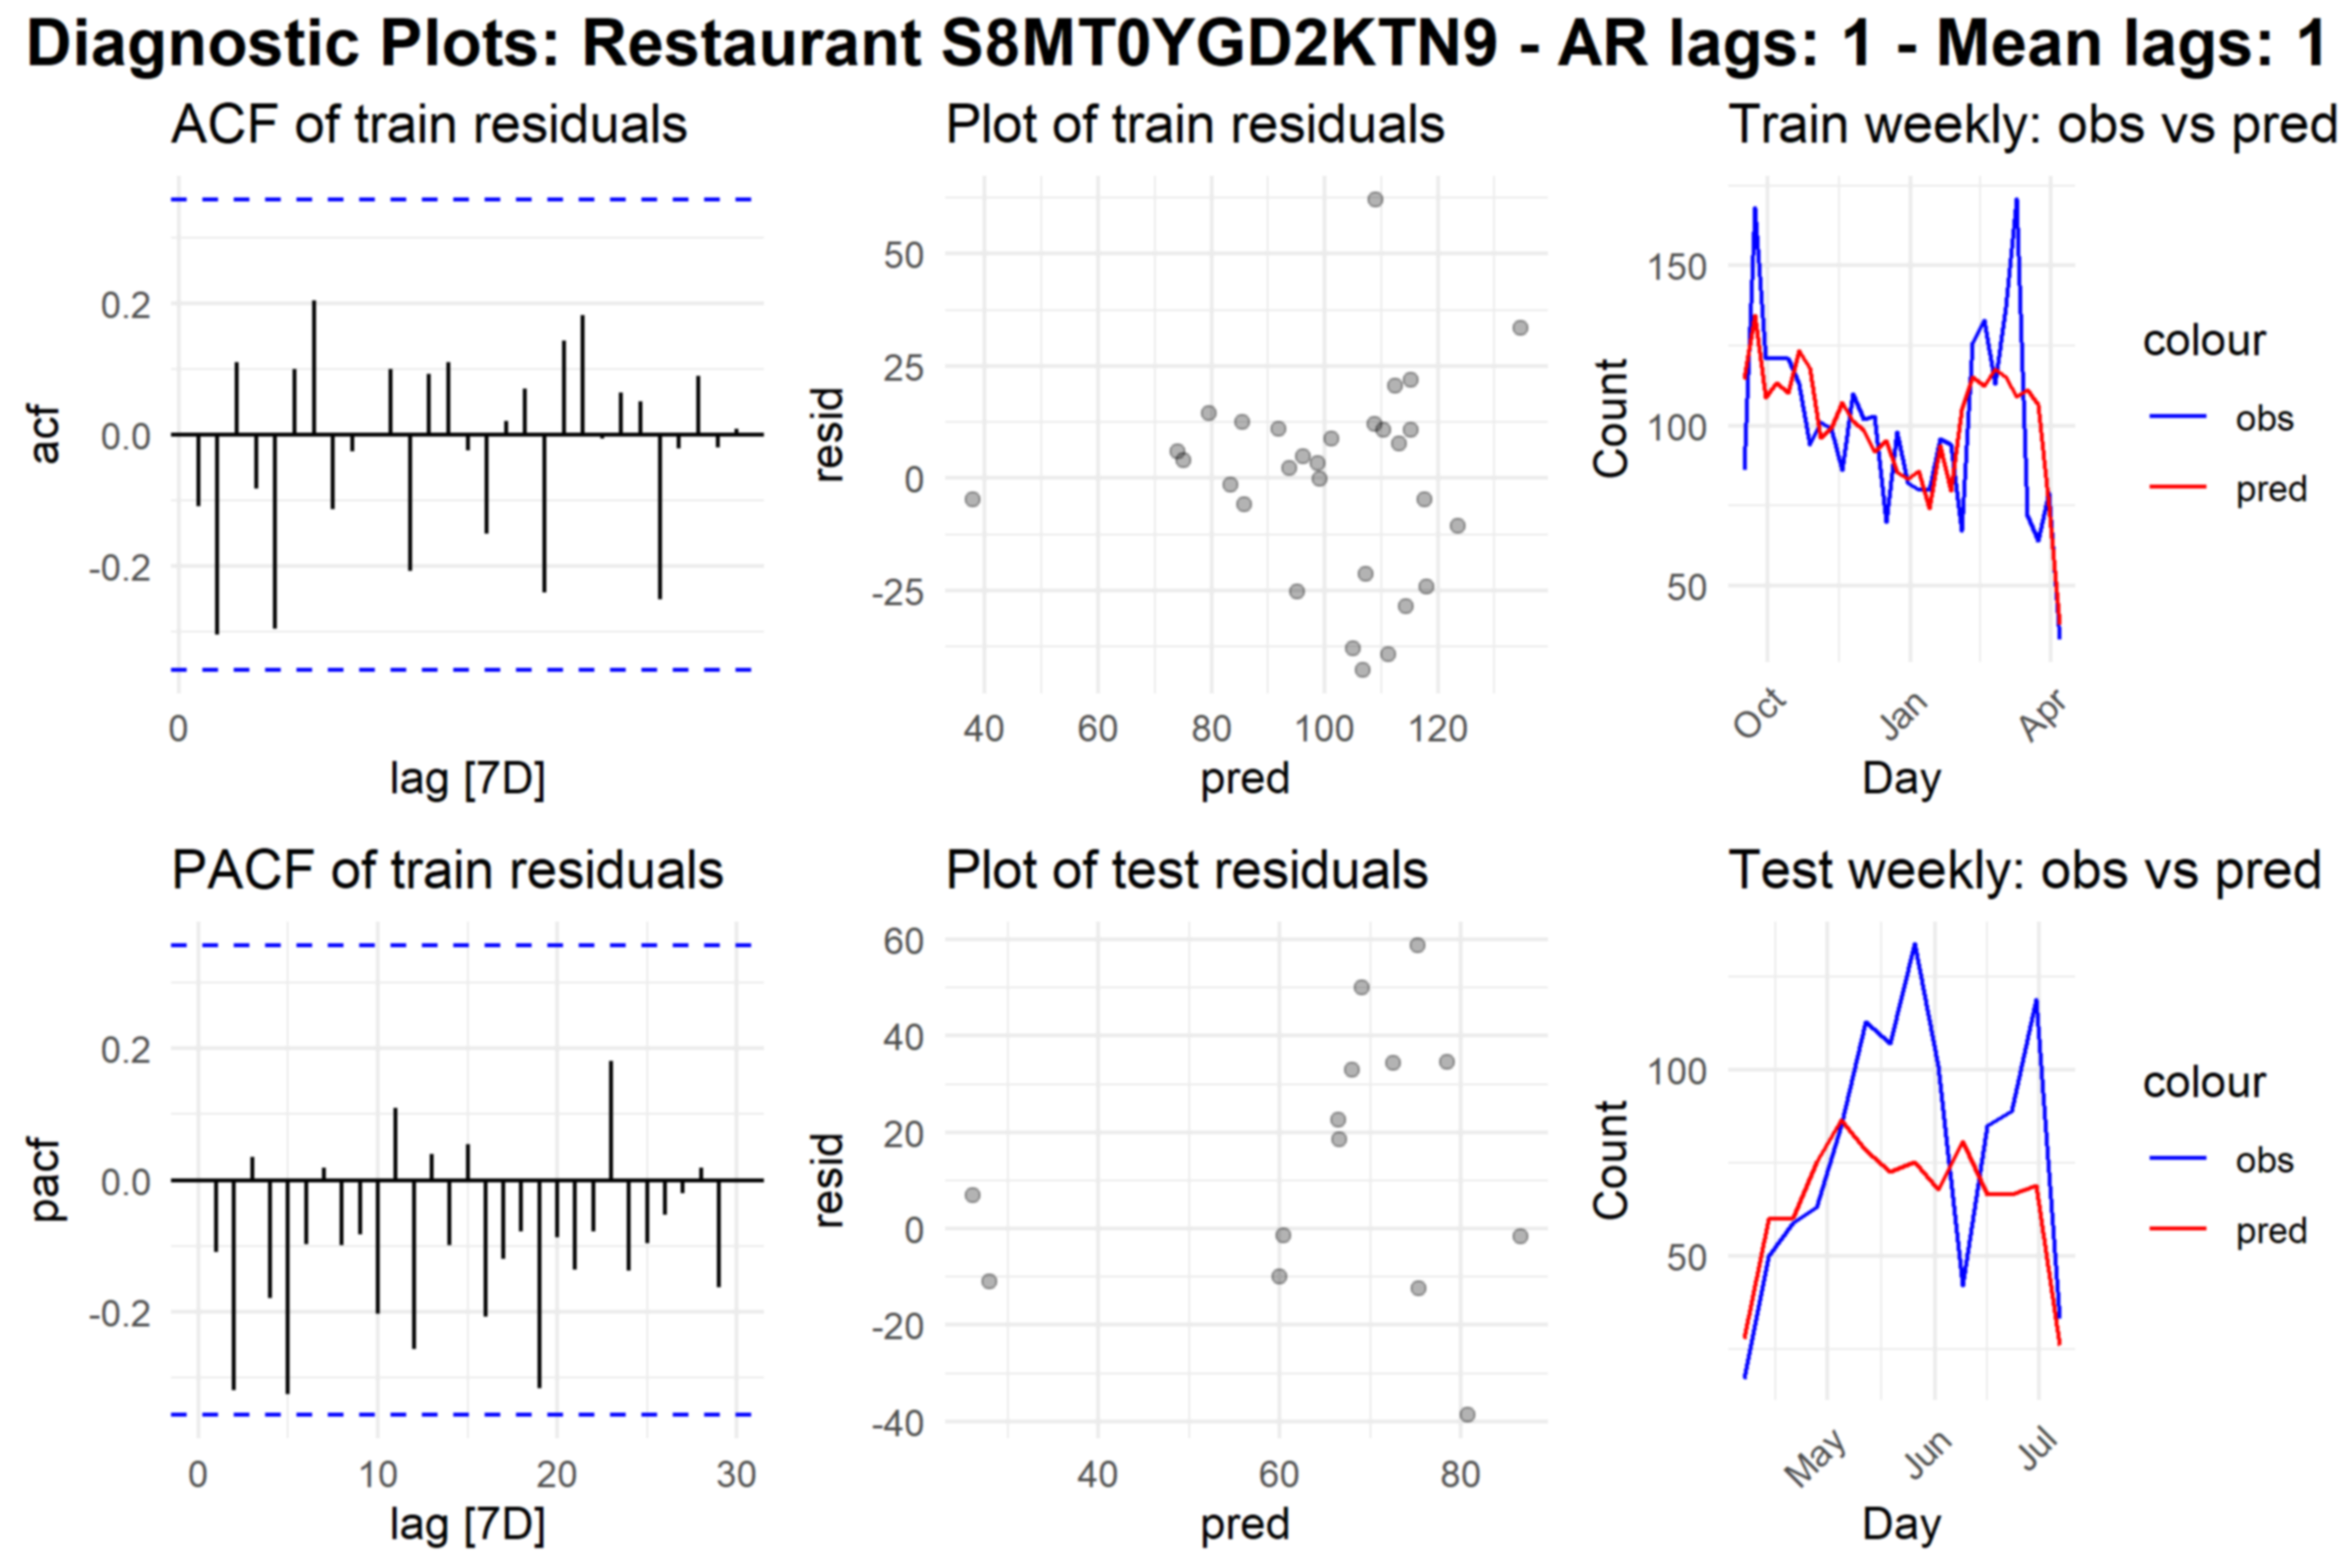 Diagnostic Plots: Restaurant S8MT0YGD2KTN9 - AR lags: 1 - Mean lags: 1
ACF of train residuals
acf
0.2
0.0
-0.2
0
lag [7D]
Plot of train residuals
resid
50
25
0
-25
40 60 80 100 120
pred
Train weekly: obs vs pred
Count
150
100
50
Oct Jan Apr
Day
colour
obs
pred
PACF of train residuals
pacf
0.2
0.0
-0.2
0 10 20 30
lag [7D]
Plot of test residuals
resid
60
40
20
0
-20
-40
40 60 80
pred
Test weekly: obs vs pred
Count
100
50
May Jun Jul
Day
colour
obs
pred